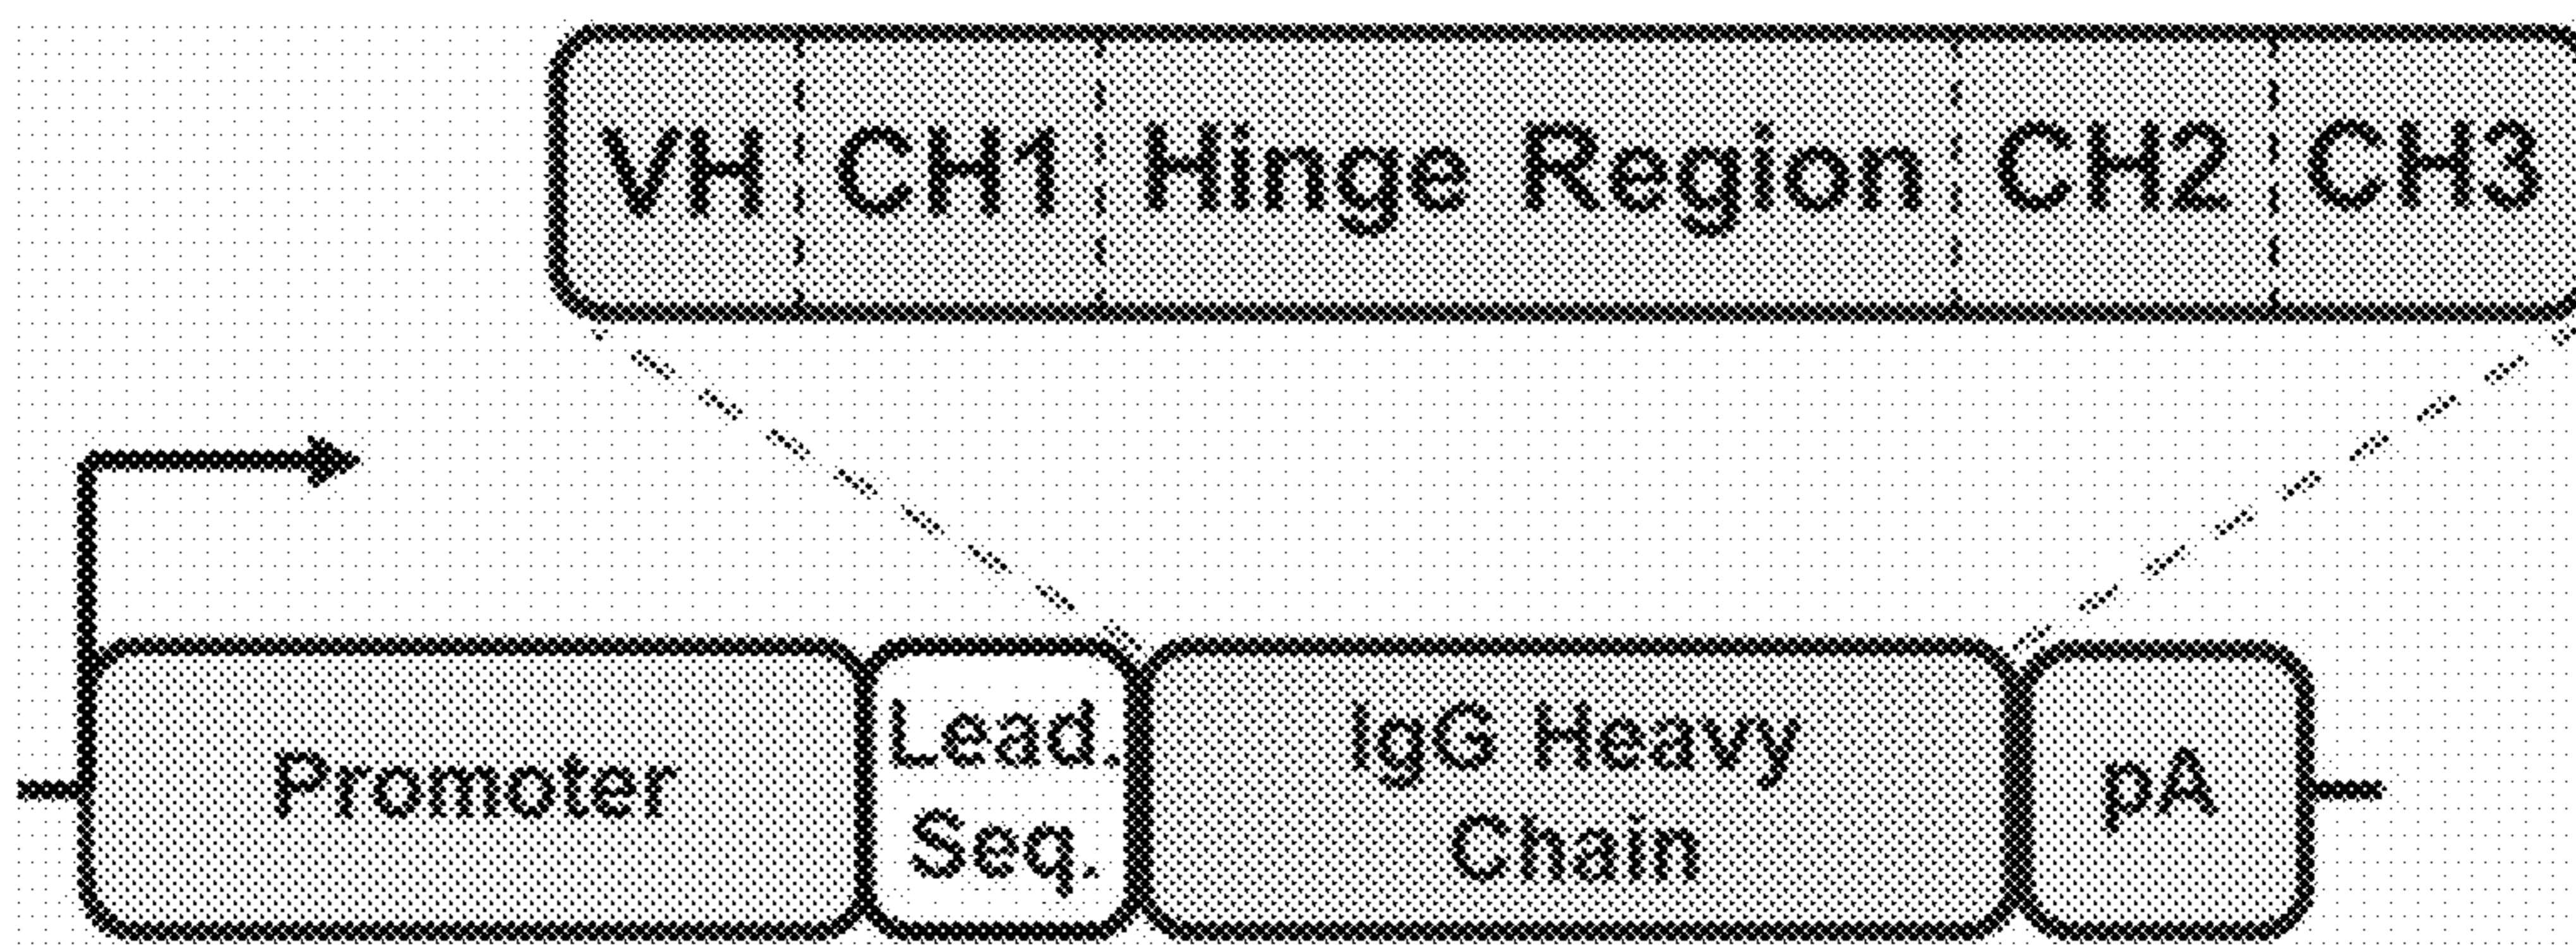 VH CH1 Hinge Region CH2 CH3
Promoter
Lead.
Seq.
IgG Heavy
Chain
pA